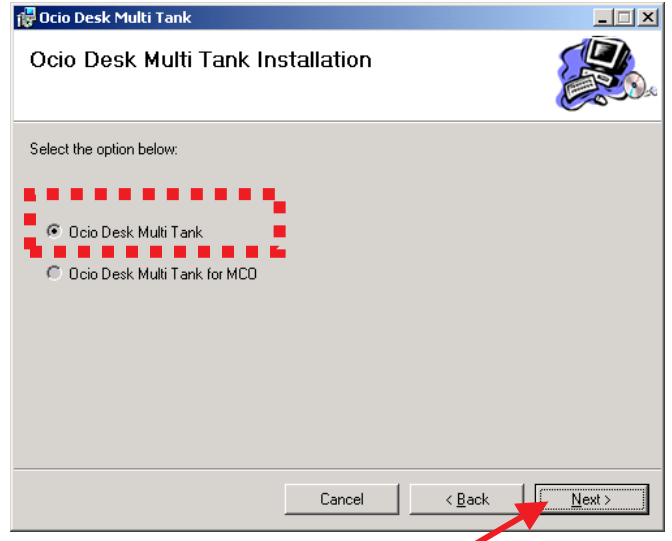 Ocio Desk Multi Tank
Ocio Desk Multi Tank Installation
Select the option below:
Ocio Desk Multi Tank
Ocio Desk Multi Tank for MCO
Cancel
< Back
Next >